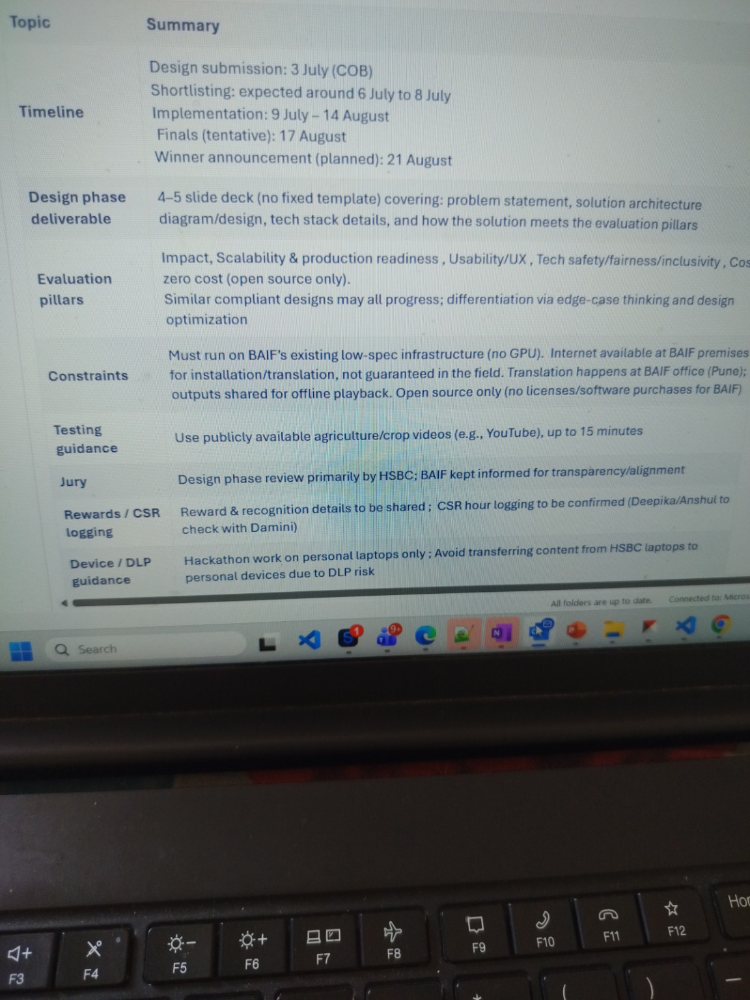 Topic Summary
Timeline
Design submission: 3 July (COB)
Shortlisting: expected around 6 July to 8 July
Implementation: 9 July – 14 August
Finals (tentative): 17 August
Winner announcement (planned): 21 August
Design phase
deliverable
4–5 slide deck (no fixed template) covering: problem statement, solution architecture
diagram/design, tech stack details, and how the solution meets the evaluation pillars
Evaluation
pillars
Impact, Scalability & production readiness , Usability/UX , Tech safety/fairness/inclusivity , Cos
zero cost (open source only).
Similar compliant designs may all progress; differentiation via edge-case thinking and design
optimization
Constraints
Must run on BAIF's existing low-spec infrastructure (no GPU). Internet available at BAIF premises
for installation/translation, not guaranteed in the field. Translation happens at BAIF office (Pune);
outputs shared for offline playback. Open source only (no licenses/software purchases for BAIF)
Testing
guidance
Use publicly available agriculture/crop videos (e.g., YouTube), up to 15 minutes
Jury
Design phase review primarily by HSBC; BAIF kept informed for transparency/alignment
Rewards / CSR
logging
Reward & recognition details to be shared ; CSR hour logging to be confirmed (Deepika/Anshul to
check with Damini)
Device / DLP
guidance
Hackathon work on personal laptops only ; Avoid transferring content from HSBC laptops to
personal devices due to DLP risk
All folders are up to date. Connected to: Micros
Search
1
9+
F3 F4 F5 F6 F7 F8 F9 F10 F11 F12 Hor
* ( ) –